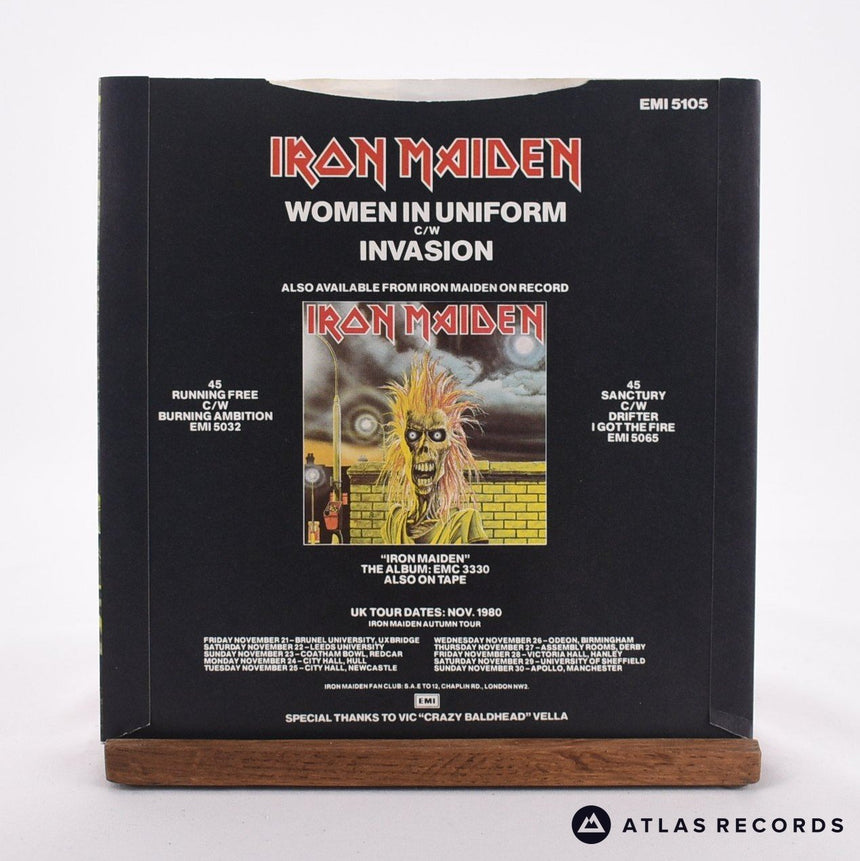 EMI 5105
IRON MAIDEN
WOMEN IN UNIFORM
C/W
INVASION
ALSO AVAILABLE FROM IRON MAIDEN ON RECORD
IRON MAIDEN
45
RUNNING FREE
C/W
BURNING AMBITION
EMI 5032
45
SANCTURY
C/W
DRIFTER
I GOT THE FIRE
EMI 5065
"IRON MAIDEN"
THE ALBUM: EMC 3330
ALSO ON TAPE
UK TOUR DATES: NOV. 1980
IRON MAIDEN AUTUMN TOUR
FRIDAY NOVEMBER 21 – BRUNEL UNIVERSITY, UXBRIDGE
SATURDAY NOVEMBER 22 – LEEDS UNIVERSITY
SUNDAY NOVEMBER 23 – COATHAM BOWL, REDCAR
MONDAY NOVEMBER 24 – CITY HALL, HULL
TUESDAY NOVEMBER 25 – CITY HALL, NEWCASTLE
WEDNESDAY NOVEMBER 26 – ODEON, BIRMINGHAM
THURSDAY NOVEMBER 27 – ASSEMBLY ROOMS, DERBY
FRIDAY NOVEMBER 28 – VICTORIA HALL, HANLEY
SATURDAY NOVEMBER 29 – UNIVERSITY OF SHEFFIELD
SUNDAY NOVEMBER 30 – APOLLO, MANCHESTER
IRON MAIDEN FAN CLUB: S.A.E TO 12, CHAPLIN RD., LONDON NW2.
EMI
SPECIAL THANKS TO VIC "CRAZY BALDHEAD" VELLA
ATLAS RECORDS